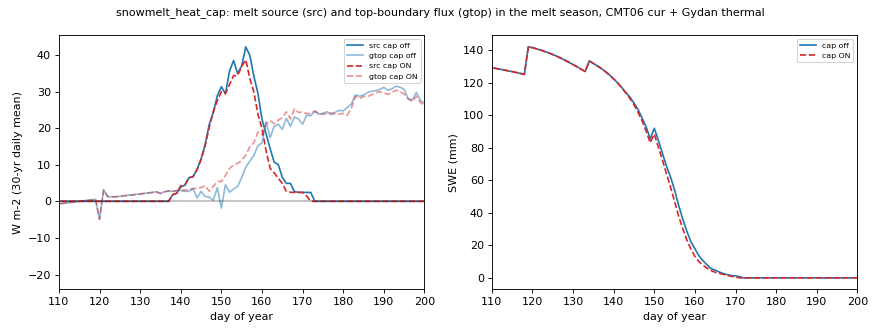 snowmelt_heat_cap: melt source (src) and top-boundary flux (gtop) in the melt season, CMT06 cur + Gydan thermal
W m-2 (30-yr daily mean)
40
30
20
10
0
−10
−20
src cap off
gtop cap off
src cap ON
gtop cap ON
110 120 130 140 150 160 170 180 190 200
day of year
SWE (mm)
140
120
100
80
60
40
20
0
cap off
cap ON
110 120 130 140 150 160 170 180 190 200
day of year